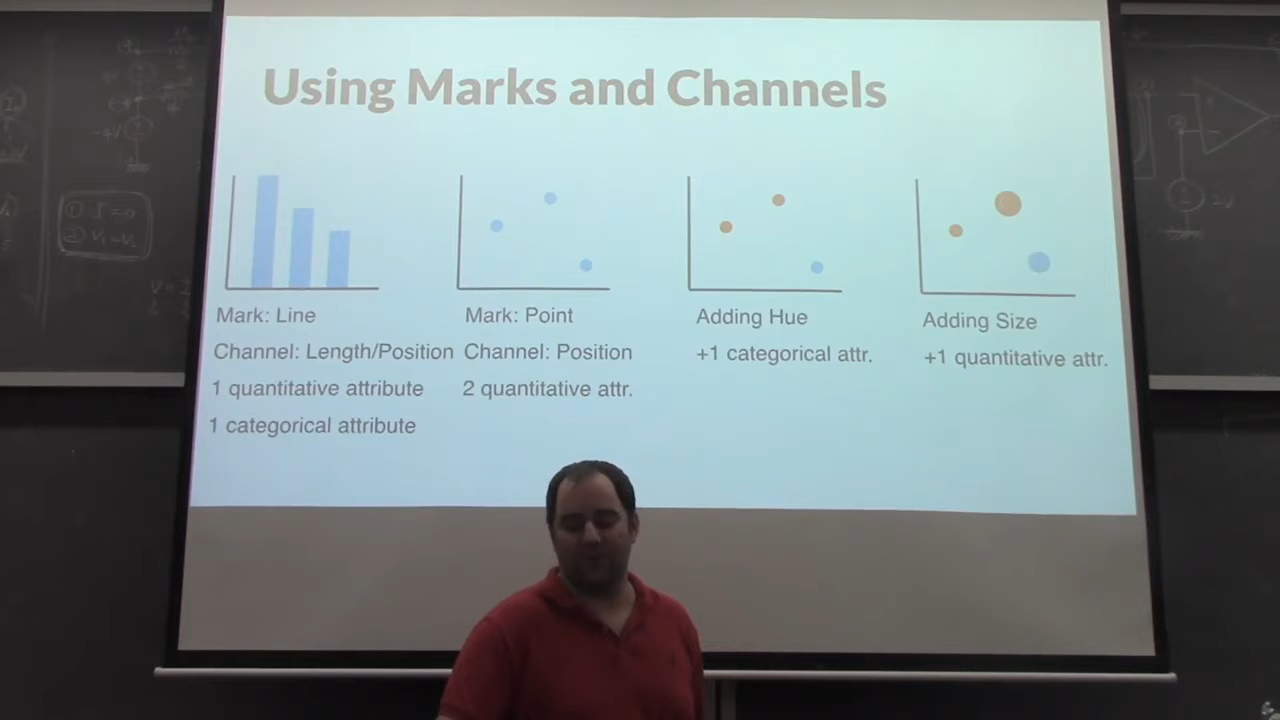 Using Marks and Channels
Mark: Line
Channel: Length/Position
1 quantitative attribute
1 categorical attribute
Mark: Point
Channel: Position
2 quantitative attr.
Adding Hue
+1 categorical attr.
Adding Size
+1 quantitative attr.